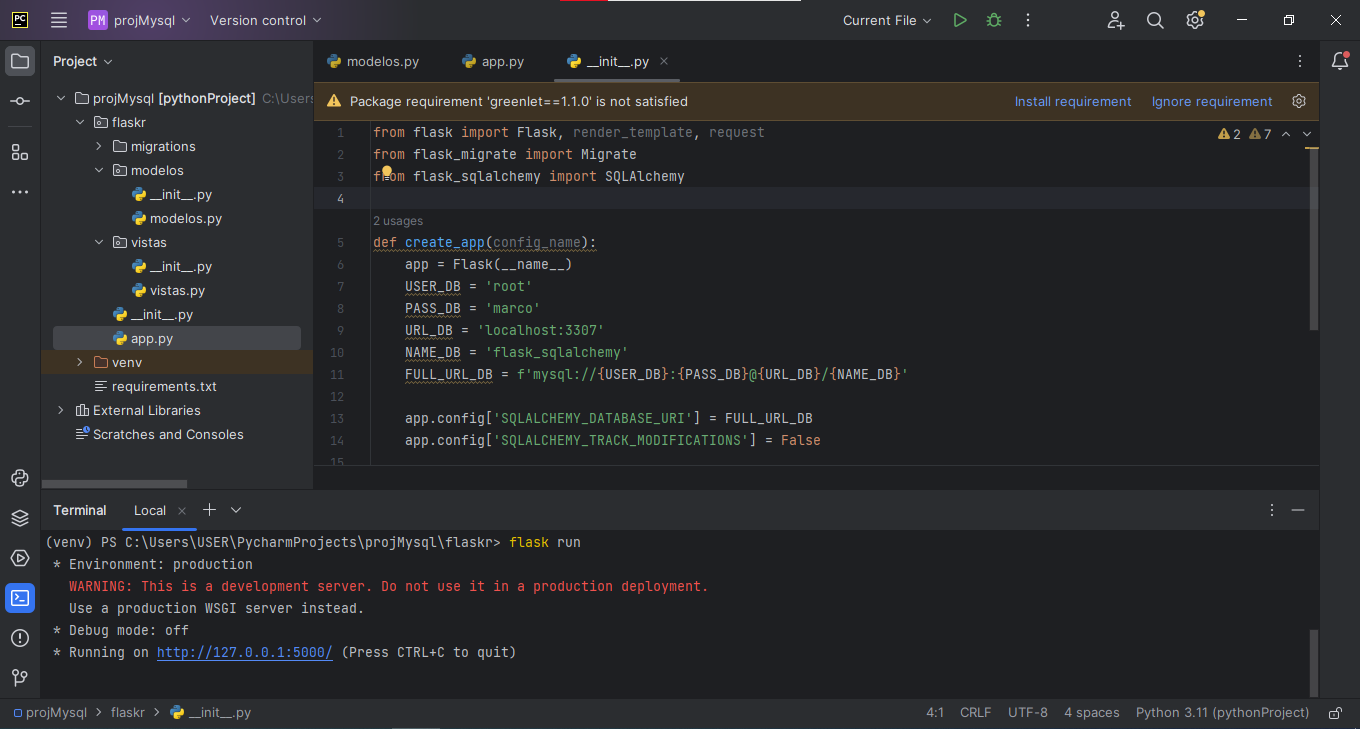 PC PM projMysql Version control Current File
Project
modelos.py app.py __init__.py
projMysql [pythonProject] C:\Users
flaskr
migrations
modelos
__init__.py
modelos.py
vistas
__init__.py
vistas.py
__init__.py
app.py
venv
requirements.txt
External Libraries
Scratches and Consoles
Package requirement 'greenlet==1.1.0' is not satisfied Install requirement Ignore requirement
2 7
1 from flask import Flask, render_template, request
2 from flask_migrate import Migrate
3 from flask_sqlalchemy import SQLAlchemy
4
2 usages
5 def create_app(config_name):
6 app = Flask(__name__)
7 USER_DB = 'root'
8 PASS_DB = 'marco'
9 URL_DB = 'localhost:3307'
10 NAME_DB = 'flask_sqlalchemy'
11 FULL_URL_DB = f'mysql://{USER_DB}:{PASS_DB}@{URL_DB}/{NAME_DB}'
12
13 app.config['SQLALCHEMY_DATABASE_URI'] = FULL_URL_DB
14 app.config['SQLALCHEMY_TRACK_MODIFICATIONS'] = False
15
Terminal Local
(venv) PS C:\Users\USER\PycharmProjects\projMysql\flaskr> flask run
* Environment: production
WARNING: This is a development server. Do not use it in a production deployment.
Use a production WSGI server instead.
* Debug mode: off
* Running on http://127.0.0.1:5000/ (Press CTRL+C to quit)
projMysql > flaskr > __init__.py 4:1 CRLF UTF-8 4 spaces Python 3.11 (pythonProject)